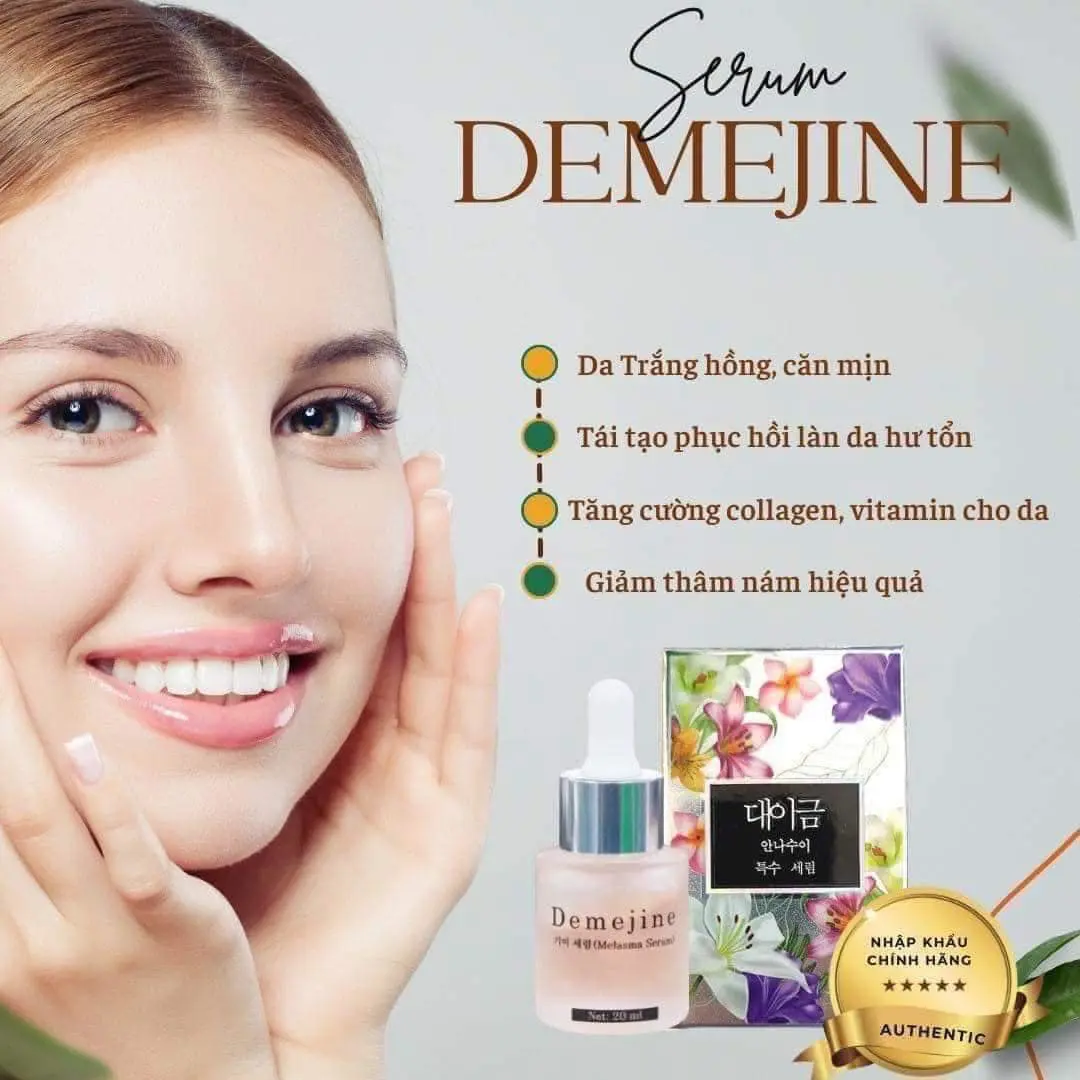 Serum
DEMEJINE
Da Trắng hồng, căn mịn
Tái tạo phục hồi làn da hư tổn
Tăng cường collagen, vitamin cho da
Giảm thâm nám hiệu quả
대이금
안나수이
특수 세럼
Demejine
기미 세럼 (Melasma Serum)
Net: 20 ml
NHẬP KHẨU
CHÍNH HÃNG
★★★★★
AUTHENTIC